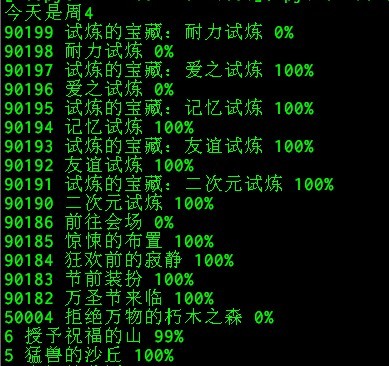 今天是周4
90199 试炼的宝藏：耐力试炼 0%
90198 耐力试炼 0%
90197 试炼的宝藏：爱之试炼 100%
90196 爱之试炼 0%
90195 试炼的宝藏：记忆试炼 100%
90194 记忆试炼 100%
90193 试炼的宝藏：友谊试炼 100%
90192 友谊试炼 100%
90191 试炼的宝藏：二次元试炼 100%
90190 二次元试炼 100%
90186 前往会场 0%
90185 惊悚的布置 100%
90184 狂欢前的寂静 100%
90183 节前装扮 100%
90182 万圣节来临 100%
50004 拒绝万物的朽木之森 0%
6 授予祝福的山 99%
5 猛兽的沙丘 100%